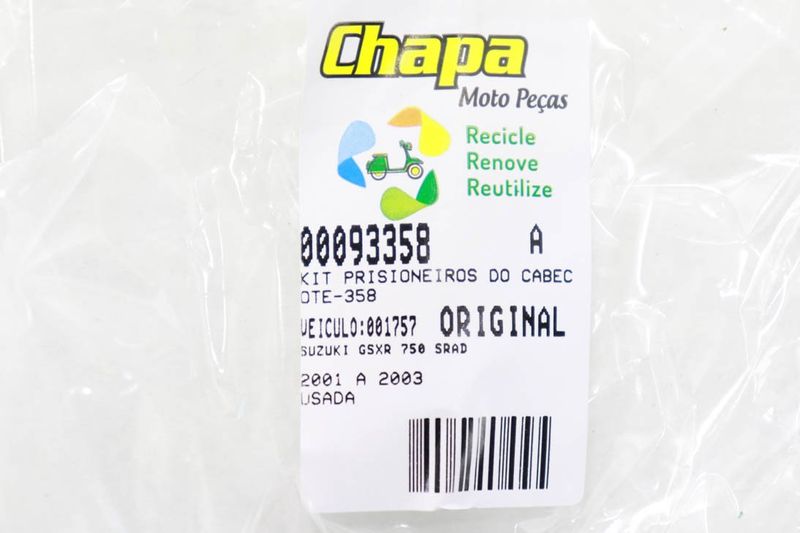 Chapa
Moto Peças
Recicle
Renove
Reutilize
00093358 A
KIT PRISIONEIROS DO CABEC
OTE-358
VEICULO:001757 ORIGINAL
SUZUKI GSXR 750 SRAD
2001 A 2003
USADA